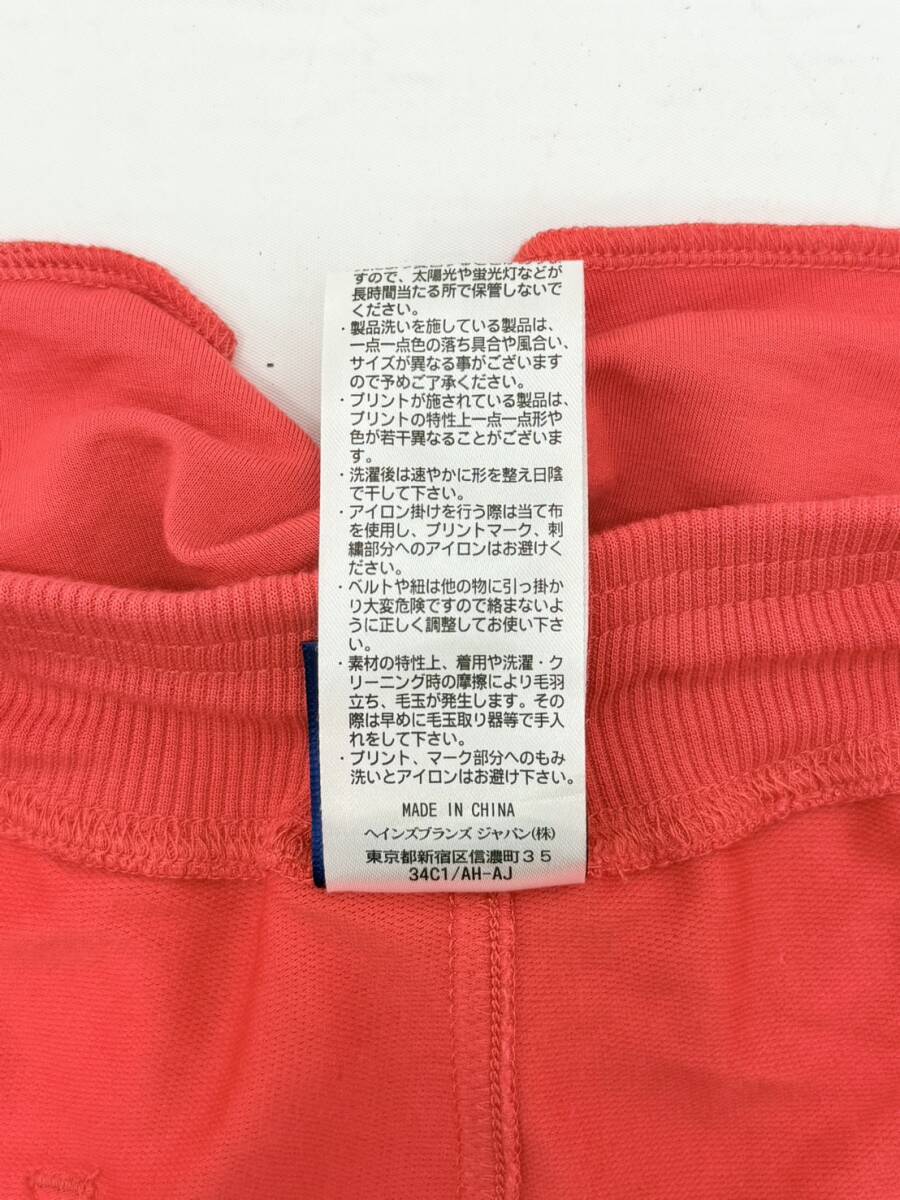 すので、太陽光や蛍光灯などが
長時間当たる所で保管しないで
ください。
・製品洗いを施している製品は、
一点一点色の落ち具合や風合い、
サイズが異なる事がございます
ので予めご了承ください。
・プリントが施されている製品は、
プリントの特性上一点一点形や
色が若干異なることがございま
す。
・洗濯後は速やかに形を整え日陰
で干して下さい。
・アイロン掛けを行う際は当て布
を使用し、プリントマーク、刺
繍部分へのアイロンはお避けく
ださい。
・ベルトや紐は他の物に引っ掛か
り大変危険ですので絡まないよ
うに正しく調整してお使い下さ
い。
・素材の特性上、着用や洗濯・ク
リーニング時の摩擦により毛羽
立ち、毛玉が発生します。その
際は早めに毛玉取り器等で手入
れをして下さい。
・プリント、マーク部分へのもみ
洗いとアイロンはお避け下さい。
MADE IN CHINA
ヘインズブランズ ジャパン(株)
東京都新宿区信濃町３５
34C1/AH-AJ